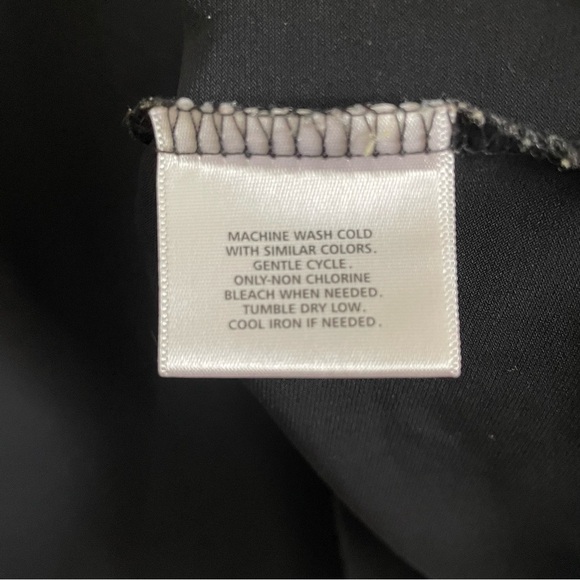 MACHINE WASH COLD
WITH SIMILAR COLORS.
GENTLE CYCLE.
ONLY-NON CHLORINE
BLEACH WHEN NEEDED.
TUMBLE DRY LOW.
COOL IRON IF NEEDED.